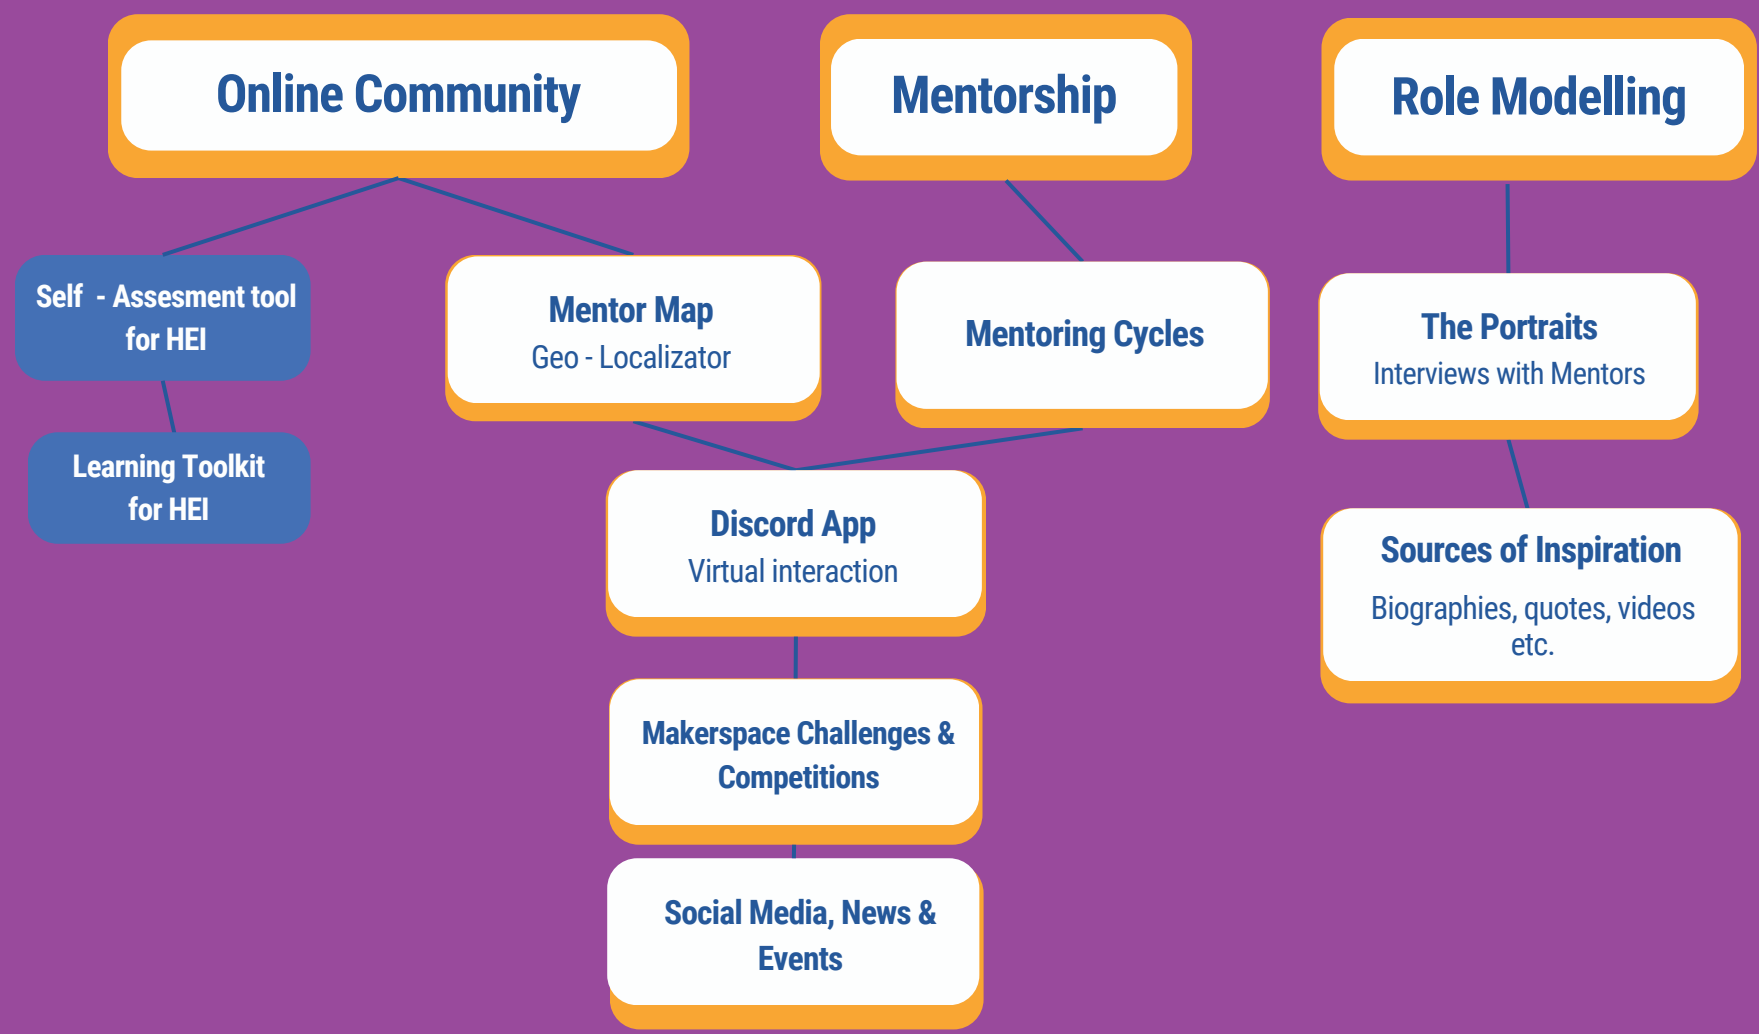 Online Community
Mentorship
Role Modelling
Self - Assesment tool
for HEI
Mentor Map
Geo - Localizator
Mentoring Cycles
The Portraits
Interviews with Mentors
Learning Toolkit
for HEI
Discord App
Virtual interaction
Sources of Inspiration
Biographies, quotes, videos
etc.
Makerspace Challenges &
Competitions
Social Media, News &
Events